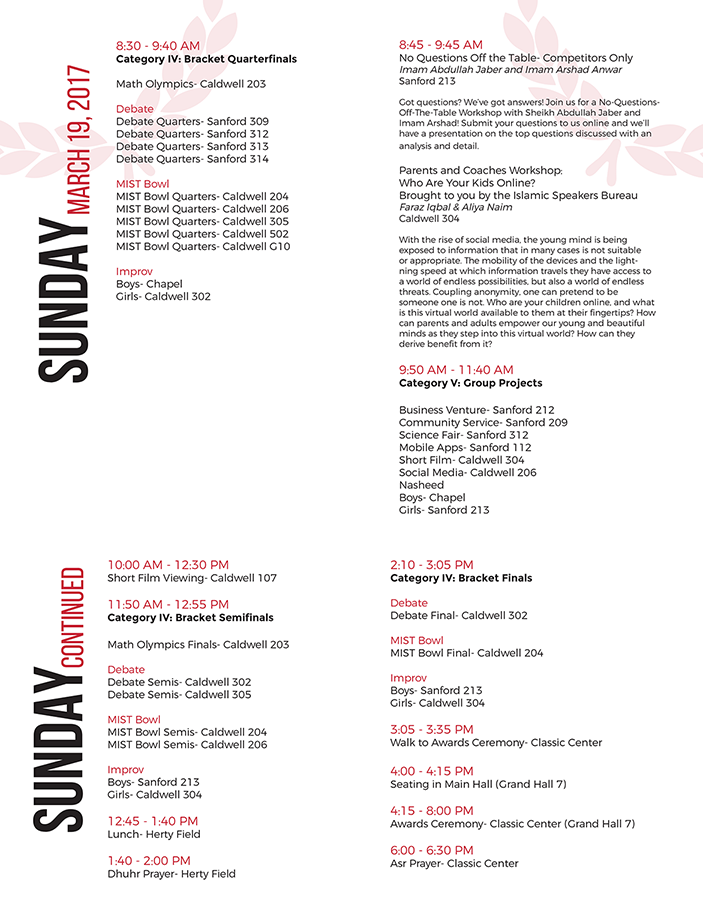 SUNDAY MARCH 19, 2017
8:30 - 9:40 AM
Category IV: Bracket Quarterfinals
Math Olympics- Caldwell 203
Debate
Debate Quarters- Sanford 309
Debate Quarters- Sanford 312
Debate Quarters- Sanford 313
Debate Quarters- Sanford 314
MIST Bowl
MIST Bowl Quarters- Caldwell 204
MIST Bowl Quarters- Caldwell 206
MIST Bowl Quarters- Caldwell 305
MIST Bowl Quarters- Caldwell 502
MIST Bowl Quarters- Caldwell G10
Improv
Boys- Chapel
Girls- Caldwell 302
8:45 - 9:45 AM
No Questions Off the Table- Competitors Only
Imam Abdullah Jaber and Imam Arshad Anwar
Sanford 213
Got questions? We've got answers! Join us for a No-Questions-
Off-The-Table Workshop with Sheikh Abdullah Jaber and
Imam Arshad! Submit your questions to us online and we'll
have a presentation on the top questions discussed with an
analysis and detail.
Parents and Coaches Workshop:
Who Are Your Kids Online?
Brought to you by the Islamic Speakers Bureau
Faraz Iqbal & Aliya Naim
Caldwell 304
With the rise of social media, the young mind is being
exposed to information that in many cases is not suitable
or appropriate. The mobility of the devices and the light-
ning speed at which information travels they have access to
a world of endless possibilities, but also a world of endless
threats. Coupling anonymity, one can pretend to be
someone one is not. Who are your children online, and what
is this virtual world available to them at their fingertips? How
can parents and adults empower our young and beautiful
minds as they step into this virtual world? How can they
derive benefit from it?
9:50 AM - 11:40 AM
Category V: Group Projects
Business Venture- Sanford 212
Community Service- Sanford 209
Science Fair- Sanford 312
Mobile Apps- Sanford 112
Short Film- Caldwell 304
Social Media- Caldwell 206
Nasheed
Boys- Chapel
Girls- Sanford 213
SUNDAY CONTINUED
10:00 AM - 12:30 PM
Short Film Viewing- Caldwell 107
11:50 AM - 12:55 PM
Category IV: Bracket Semifinals
Math Olympics Finals- Caldwell 203
Debate
Debate Semis- Caldwell 302
Debate Semis- Caldwell 305
MIST Bowl
MIST Bowl Semis- Caldwell 204
MIST Bowl Semis- Caldwell 206
Improv
Boys- Sanford 213
Girls- Caldwell 304
12:45 - 1:40 PM
Lunch- Herty Field
1:40 - 2:00 PM
Dhuhr Prayer- Herty Field
2:10 - 3:05 PM
Category IV: Bracket Finals
Debate
Debate Final- Caldwell 302
MIST Bowl
MIST Bowl Final- Caldwell 204
Improv
Boys- Sanford 213
Girls- Caldwell 304
3:05 - 3:35 PM
Walk to Awards Ceremony- Classic Center
4:00 - 4:15 PM
Seating in Main Hall (Grand Hall 7)
4:15 - 8:00 PM
Awards Ceremony- Classic Center (Grand Hall 7)
6:00 - 6:30 PM
Asr Prayer- Classic Center